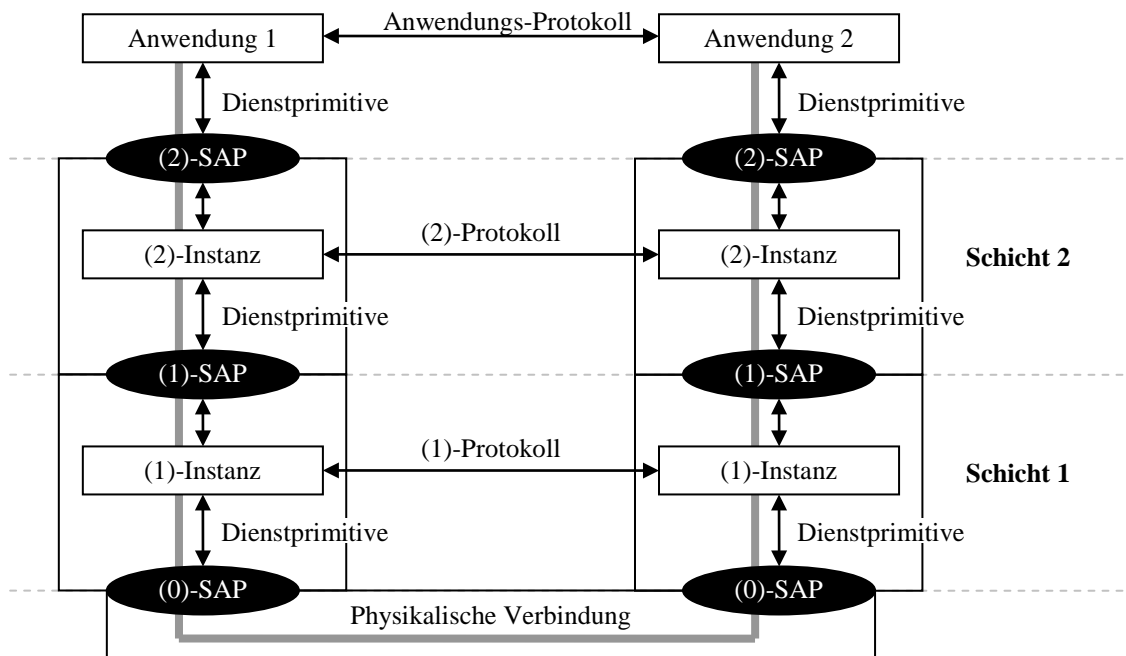 Anwendungs-Protokoll
Anwendung 1
Anwendung 2
Dienstprimitive
Dienstprimitive
(2)-SAP
(2)-SAP
(2)-Protokoll
(2)-Instanz
(2)-Instanz
Schicht 2
Dienstprimitive
Dienstprimitive
(1)-SAP
(1)-SAP
(1)-Protokoll
(1)-Instanz
(1)-Instanz
Schicht 1
Dienstprimitive
Dienstprimitive
(0)-SAP
(0)-SAP
Physikalische Verbindung